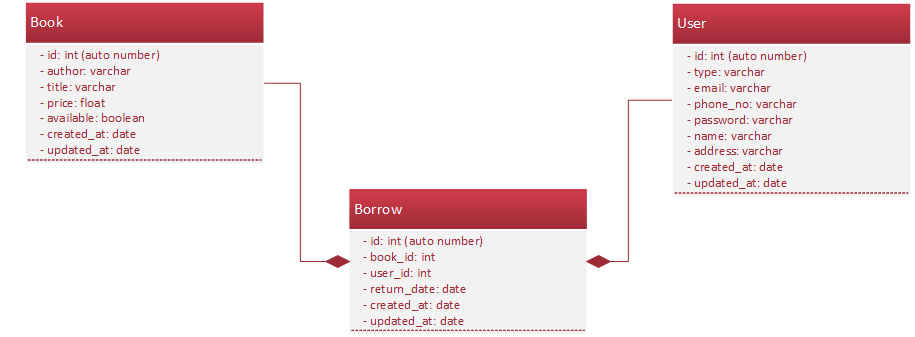 Book
- id: int (auto number)
- author: varchar
- title: varchar
- price: float
- available: boolean
- created_at: date
- updated_at: date
User
- id: int (auto number)
- type: varchar
- email: varchar
- phone_no: varchar
- password: varchar
- name: varchar
- address: varchar
- created_at: date
- updated_at: date
Borrow
- id: int (auto number)
- book_id: int
- user_id: int
- return_date: date
- created_at: date
- updated_at: date